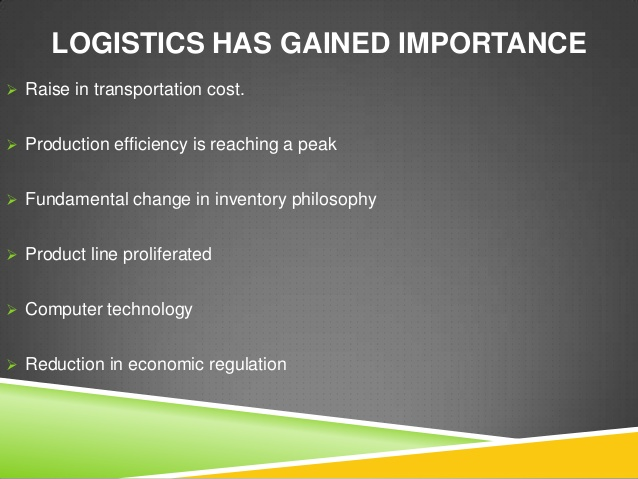 LOGISTICS HAS GAINED IMPORTANCE
Raise in transportation cost.
Production efficiency is reaching a peak
Fundamental change in inventory philosophy
Product line proliferated
Computer technology
Reduction in economic regulation